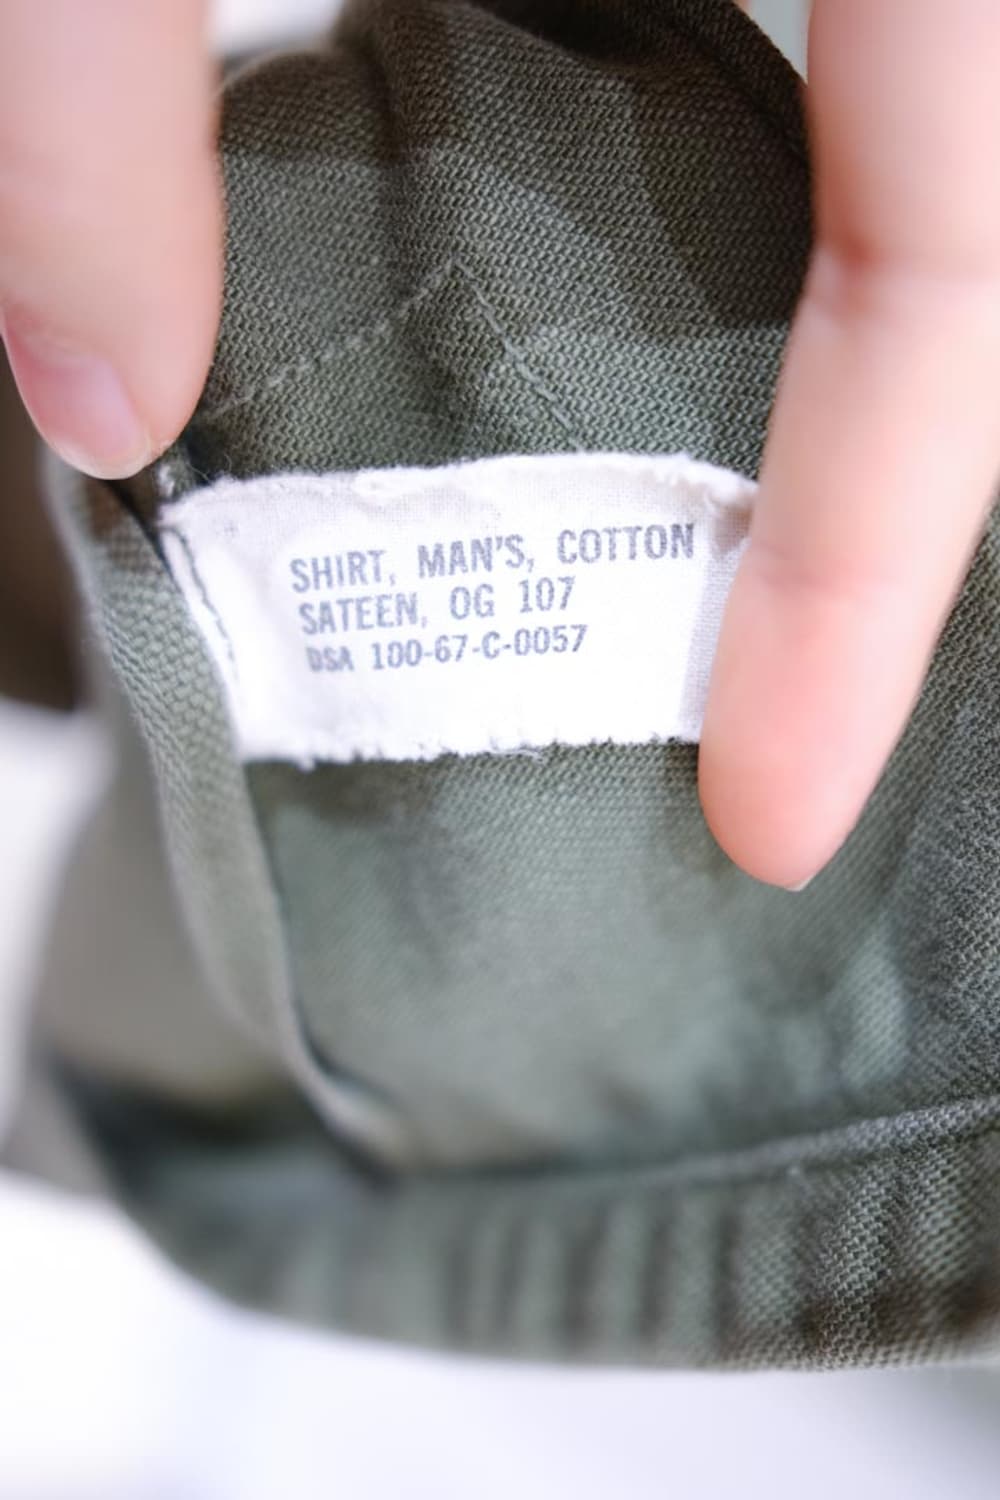 SHIRT, MAN'S, COTTON
SATEEN, OG 107
DSA 100-67-C-0057